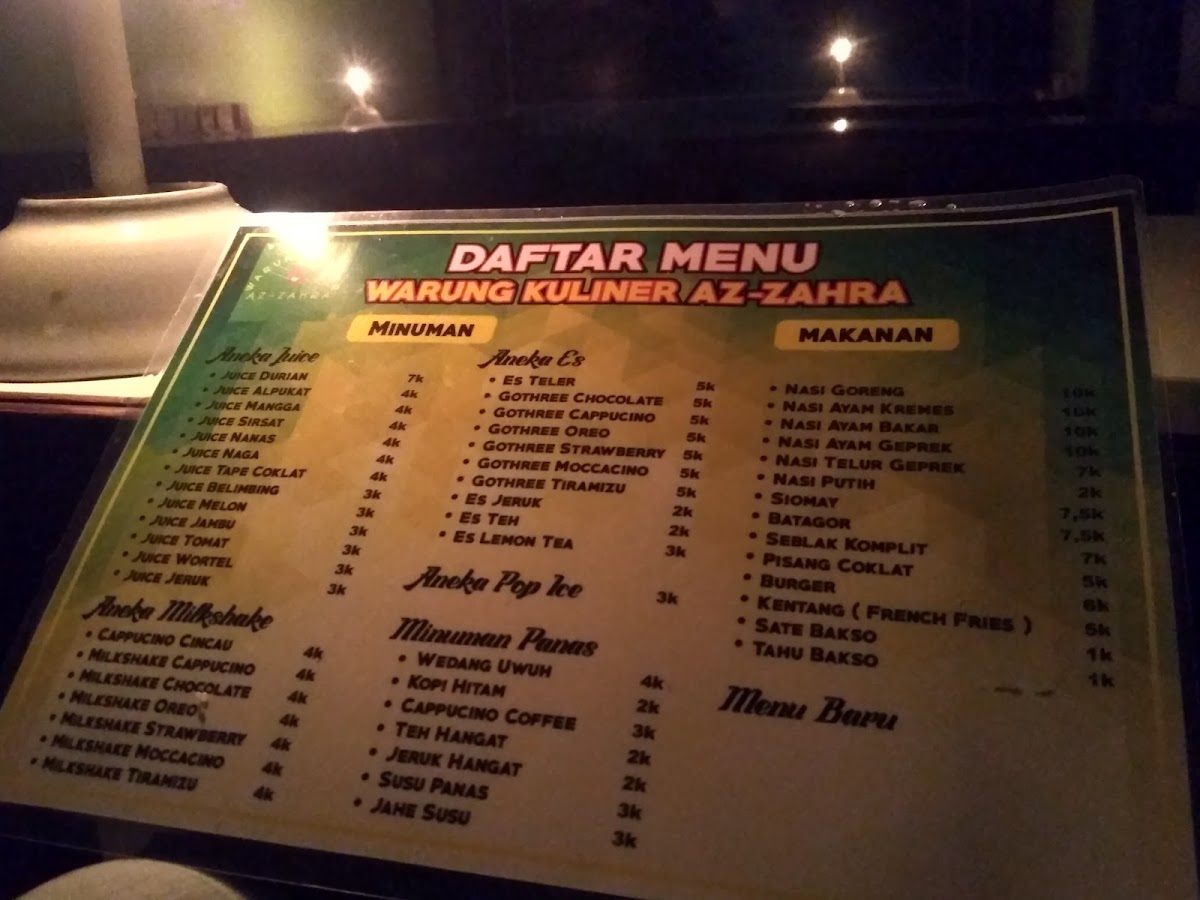 AZ-ZAHRA
DAFTAR MENU
WARUNG KULINER AZ-ZAHRA
MINUMAN
Aneka Juice
• JUICE DURIAN 7K
• JUICE ALPUKAT 4K
• JUICE MANGGA 4K
• JUICE SIRSAT 4K
• JUICE NANAS 4K
• JUICE NAGA 4K
• JUICE TAPE COKLAT 4K
• JUICE BELIMBING 3K
• JUICE MELON 3K
• JUICE JAMBU 3K
• JUICE TOMAT 3K
• JUICE WORTEL 3K
• JUICE JERUK 3K
Aneka Milkshake
• CAPPUCINO CINCAU 4K
• MILKSHAKE CAPPUCINO 4K
• MILKSHAKE CHOCOLATE 4K
• MILKSHAKE OREO 4K
• MILKSHAKE STRAWBERRY 4K
• MILKSHAKE MOCCACINO 4K
• MILKSHAKE TIRAMIZU 4K
Aneka Es
• ES TELER 5K
• GOTHREE CHOCOLATE 5K
• GOTHREE CAPPUCINO 5K
• GOTHREE OREO 5K
• GOTHREE STRAWBERRY 5K
• GOTHREE MOCCACINO 5K
• GOTHREE TIRAMIZU 5K
• ES JERUK 2K
• ES TEH 2K
• ES LEMON TEA 3K
Aneka Pop Ice 3K
Minuman Panas
• WEDANG UWUH 4K
• KOPI HITAM 2K
• CAPPUCINO COFFEE 3K
• TEH HANGAT 2K
• JERUK HANGAT 2K
• SUSU PANAS 3K
• JAHE SUSU 3K
MAKANAN
• NASI GORENG 10K
• NASI AYAM KREMES 10K
• NASI AYAM BAKAR 10K
• NASI AYAM GEPREK 10K
• NASI TELUR GEPREK 7K
• NASI PUTIH 2K
• SIOMAY 7,5K
• BATAGOR 7,5K
• SEBLAK KOMPLIT 7K
• PISANG COKLAT 5K
• BURGER 6K
• KENTANG ( FRENCH FRIES ) 5K
• SATE BAKSO 1K
• TAHU BAKSO 1K
Menu Baru